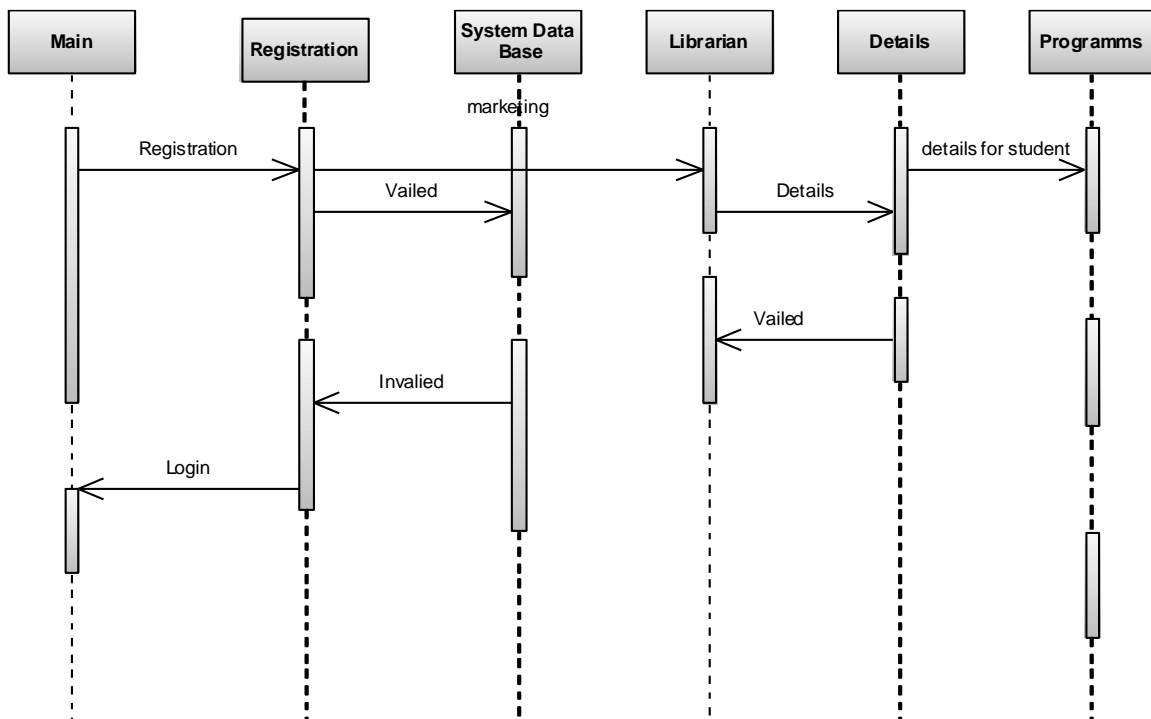 Main
Registration
System Data
Base
Librarian
Details
Programms
marketing
Registration
details for student
Vailed
Details
Vailed
Invalied
Login